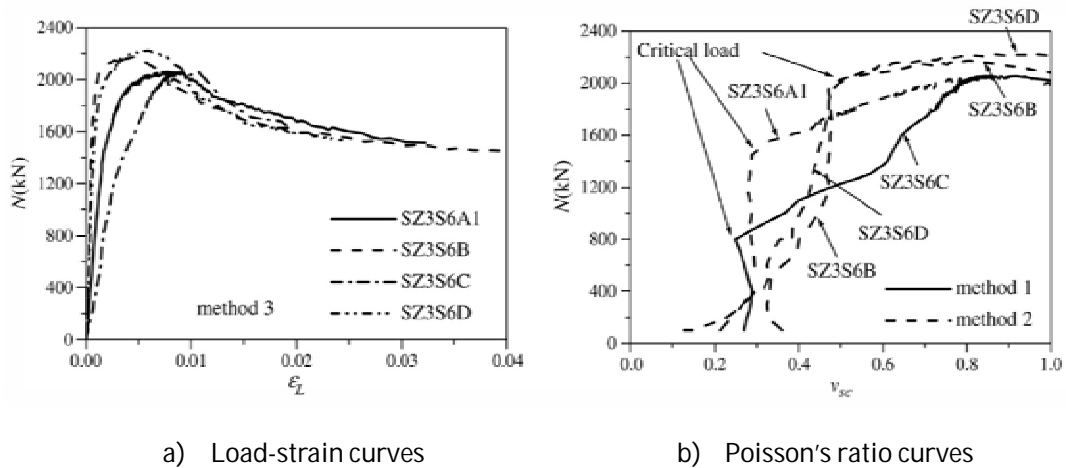 2400
2000
1600
1200
800
400
0
N(kN)
SZ3S6A1
SZ3S6B
SZ3S6C
SZ3S6D
method 3
0.00
0.01
0.02
0.03
0.04
ε_L
a) Load-strain curves
2400
2000
1600
1200
800
400
0
N(kN)
Critical load
SZ3S6A1
SZ3S6D
SZ3S6B
SZ3S6C
SZ3S6D
SZ3S6B
method 1
method 2
0.0
0.2
0.4
0.6
0.8
1.0
v_sc
b) Poisson's ratio curves